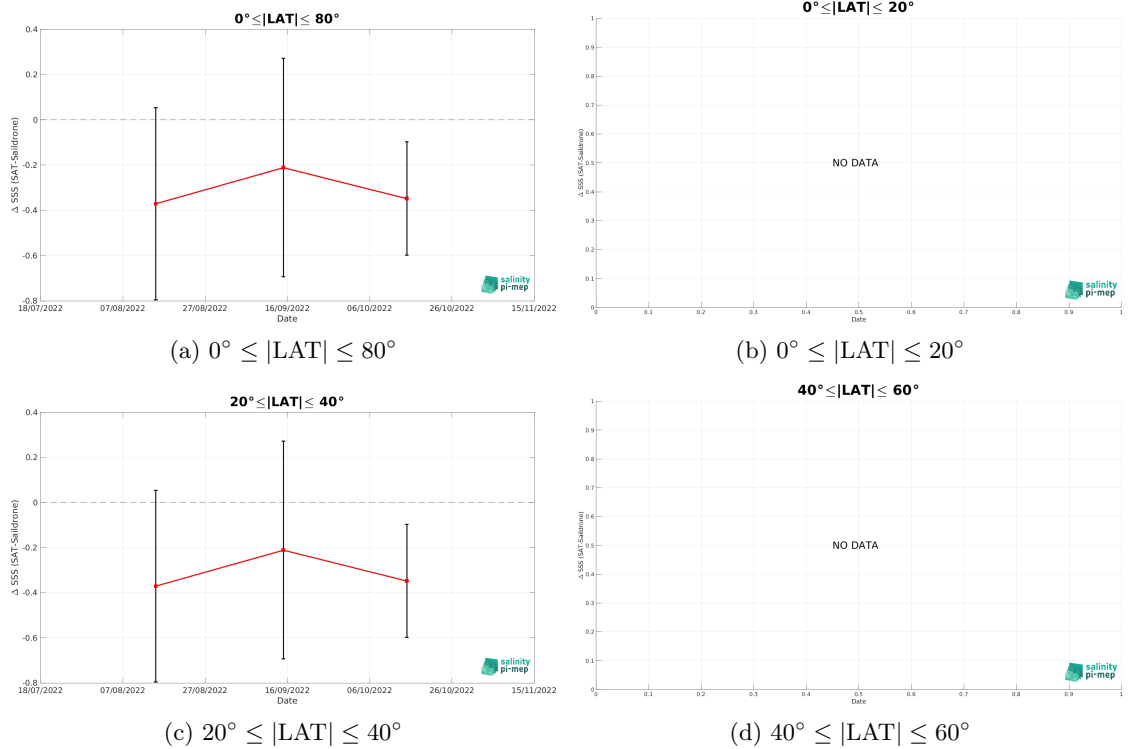 0°≤|LAT|≤ 80°
Δ SSS (SAT-Saildrone)
0.4
0.2
0
-0.2
-0.4
-0.6
-0.8
18/07/2022 07/08/2022 27/08/2022 16/09/2022 06/10/2022 26/10/2022 15/11/2022
Date
salinity
pi-mep
(a) 0° ≤ |LAT| ≤ 80°
0°≤|LAT|≤ 20°
Δ SSS (SAT-Saildrone)
1
0.9
0.8
0.7
0.6
0.5
0.4
0.3
0.2
0.1
0
NO DATA
0 0.1 0.2 0.3 0.4 0.5 0.6 0.7 0.8 0.9 1
Date
salinity
pi-mep
(b) 0° ≤ |LAT| ≤ 20°
20°≤|LAT|≤ 40°
Δ SSS (SAT-Saildrone)
0.4
0.2
0
-0.2
-0.4
-0.6
-0.8
18/07/2022 07/08/2022 27/08/2022 16/09/2022 06/10/2022 26/10/2022 15/11/2022
Date
salinity
pi-mep
(c) 20° ≤ |LAT| ≤ 40°
40°≤|LAT|≤ 60°
Δ SSS (SAT-Saildrone)
1
0.9
0.8
0.7
0.6
0.5
0.4
0.3
0.2
0.1
0
NO DATA
0 0.1 0.2 0.3 0.4 0.5 0.6 0.7 0.8 0.9 1
Date
salinity
pi-mep
(d) 40° ≤ |LAT| ≤ 60°